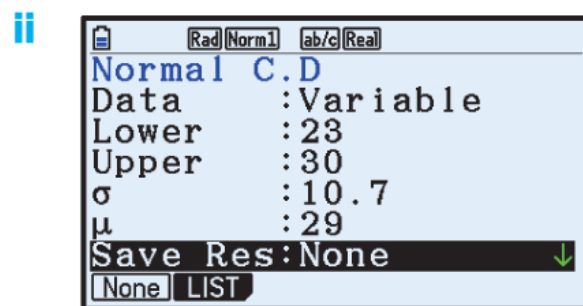 ii
Rad Norm1 ab/c Real
Normal C.D
Data :Variable
Lower :23
Upper :30
σ :10.7
μ :29
Save Res:None ↓
None LIST